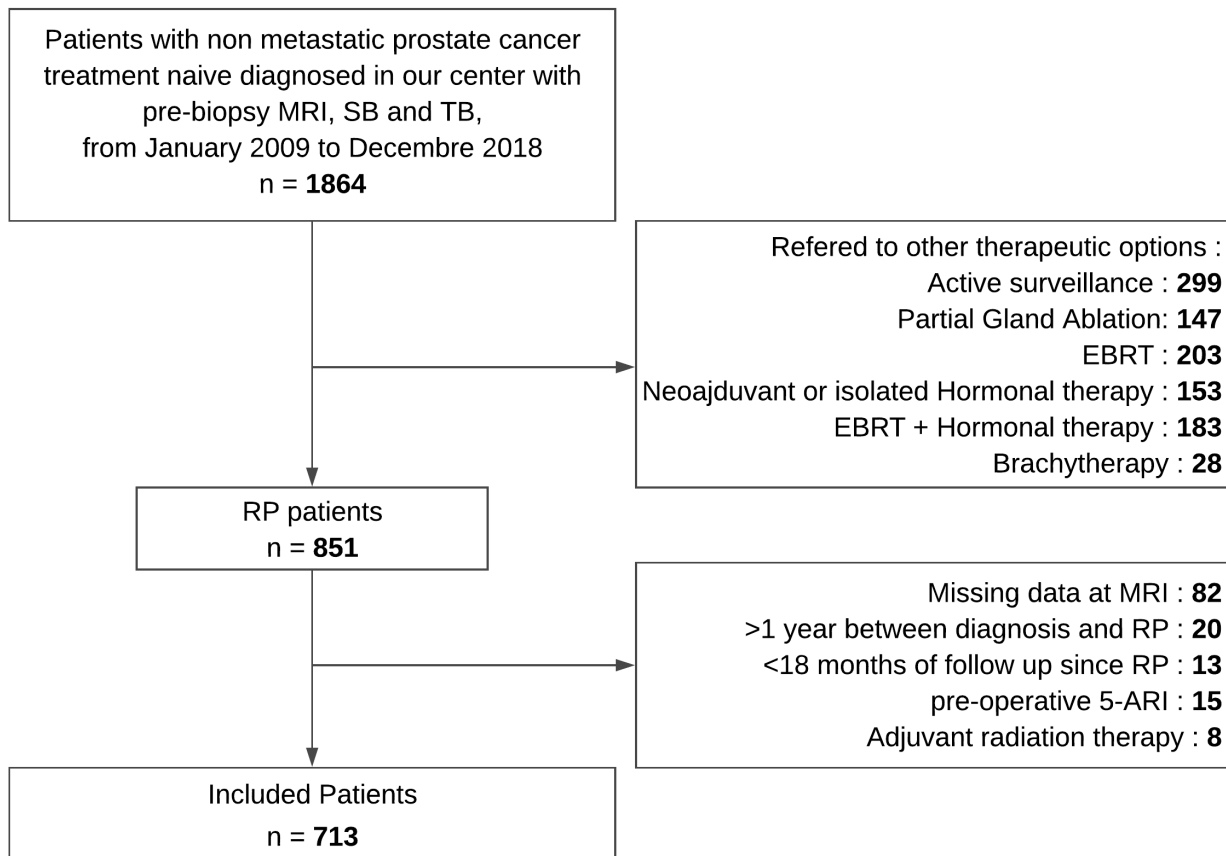 Patients with non metastatic prostate cancer
treatment naive diagnosed in our center with
pre-biopsy MRI, SB and TB,
from January 2009 to Decembre 2018
n = 1864
Refered to other therapeutic options :
Active surveillance : 299
Partial Gland Ablation: 147
EBRT : 203
Neoajduvant or isolated Hormonal therapy : 153
EBRT + Hormonal therapy : 183
Brachytherapy : 28
RP patients
n = 851
Missing data at MRI : 82
>1 year between diagnosis and RP : 20
<18 months of follow up since RP : 13
pre-operative 5-ARI : 15
Adjuvant radiation therapy : 8
Included Patients
n = 713